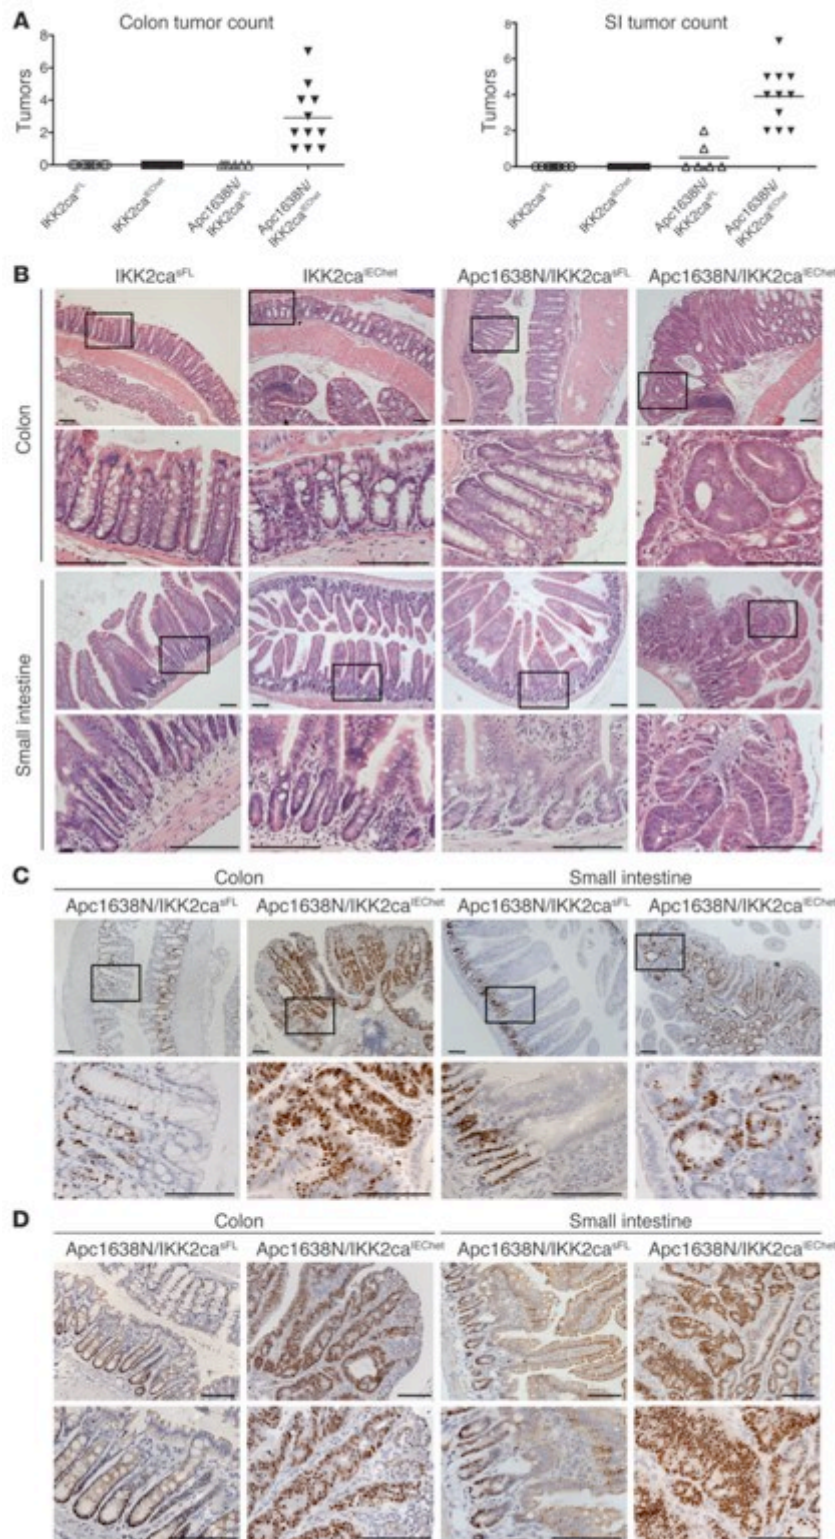 A
Colon tumor count
SI tumor count
8
6
4
2
0
Tumors
IKK2ca^sFL
IKK2ca^IEChet
Apc1638N/
IKK2ca^sFL
Apc1638N/
IKK2ca^IEChet
8
6
4
2
0
Tumors
IKK2ca^sFL
IKK2ca^IEChet
Apc1638N/
IKK2ca^sFL
Apc1638N/
IKK2ca^IEChet
B
IKK2ca^sFL IKK2ca^IEChet Apc1638N/IKK2ca^sFL Apc1638N/IKK2ca^IEChet
Colon
Small intestine
C
Colon Small intestine
Apc1638N/IKK2ca^sFL Apc1638N/IKK2ca^IEChet Apc1638N/IKK2ca^sFL Apc1638N/IKK2ca^IEChet
D
Colon Small intestine
Apc1638N/IKK2ca^sFL Apc1638N/IKK2ca^IEChet Apc1638N/IKK2ca^sFL Apc1638N/IKK2ca^IEChet